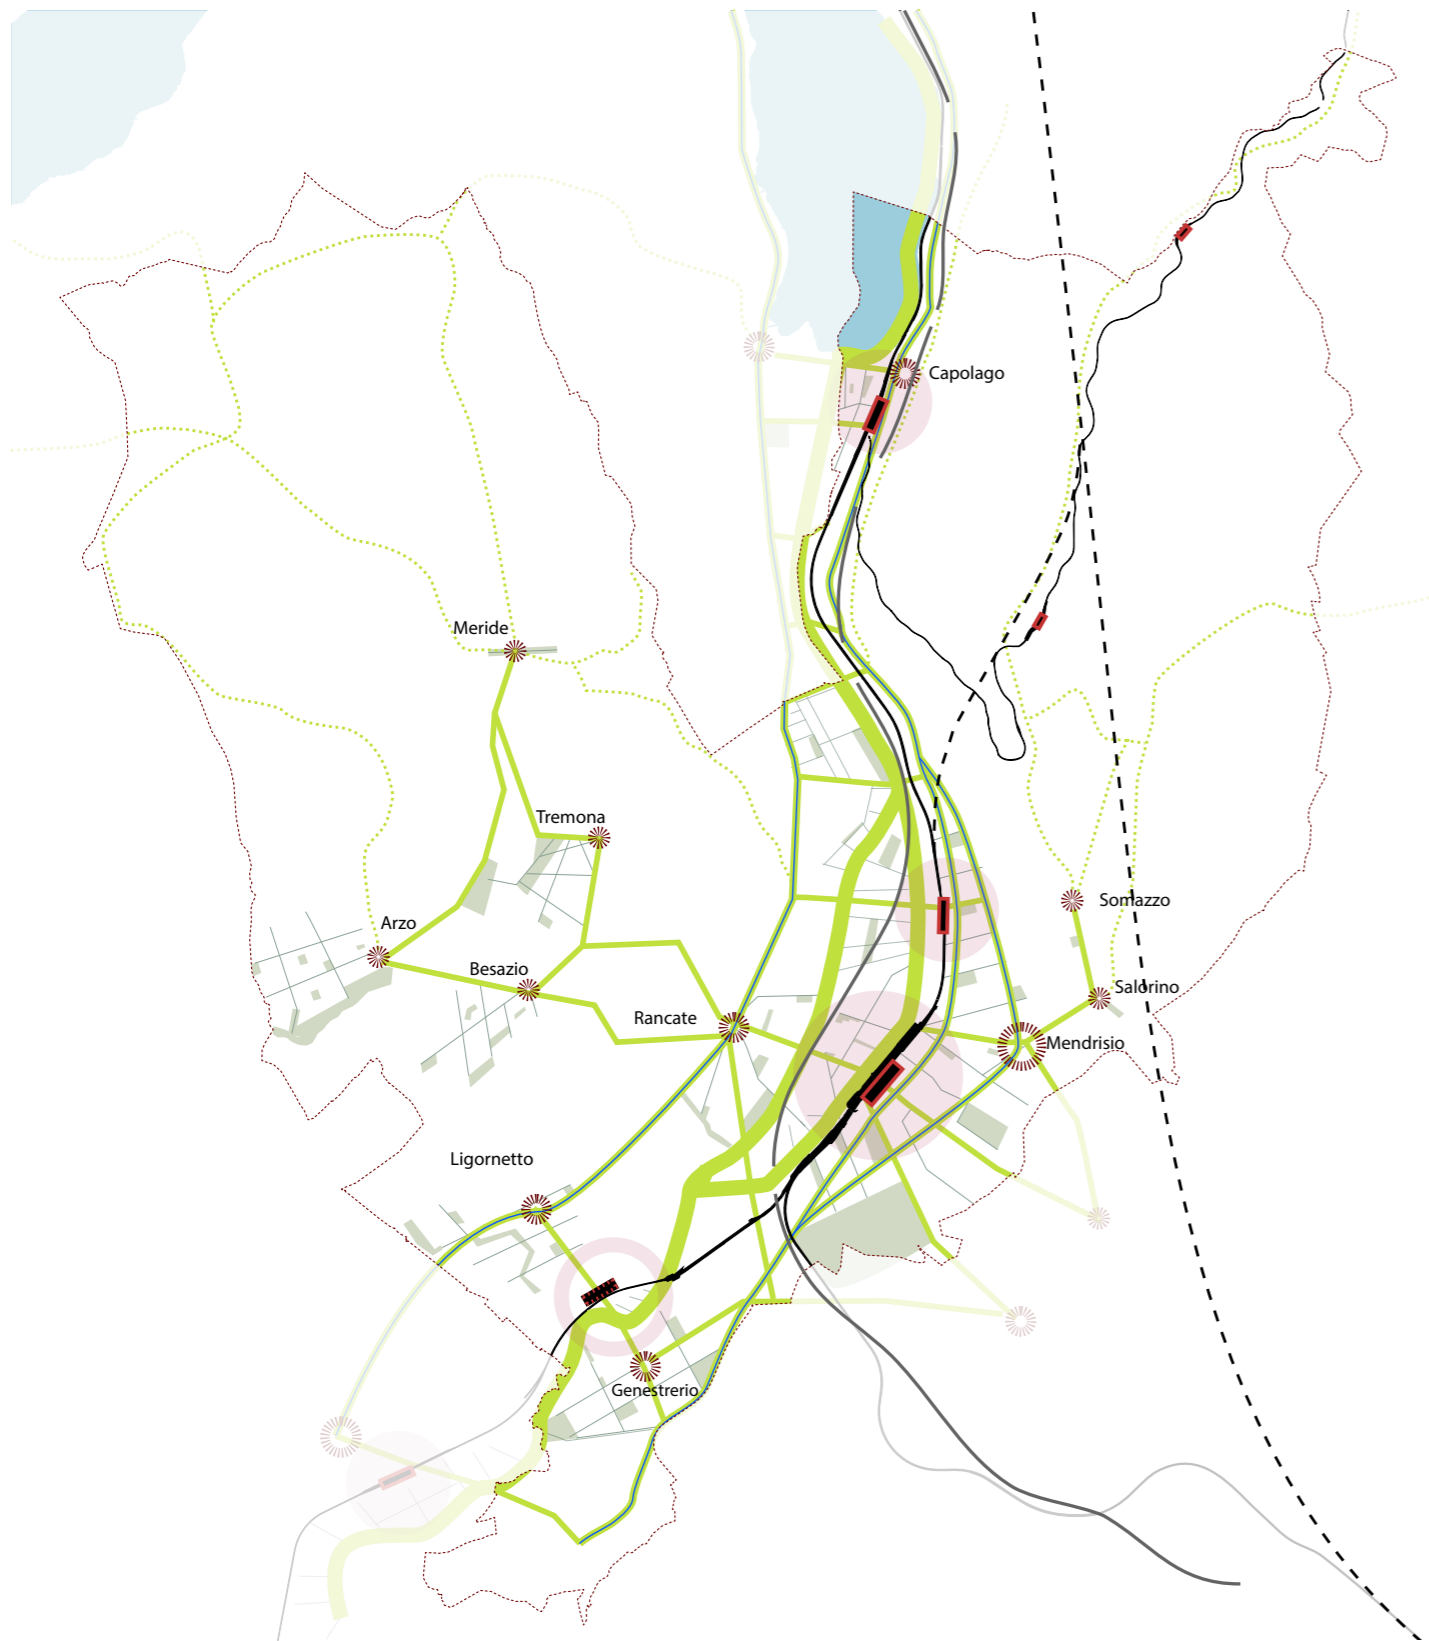 Capolago
Meride
Tremona
Somazzo
Arzo
Besazio
Salorino
Rancate
Mendrisio
Ligornetto
Genestrerio